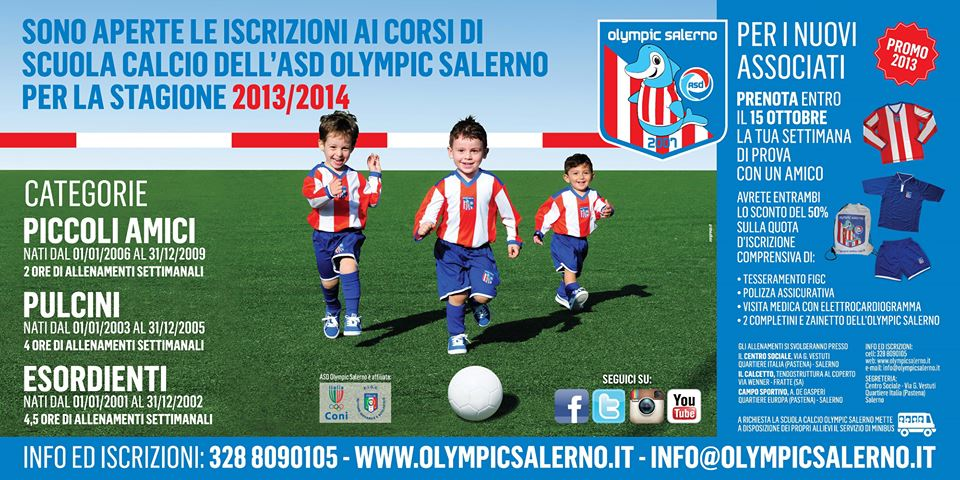 SONO APERTE LE ISCRIZIONI AI CORSI DI
SCUOLA CALCIO DELL'ASD OLYMPIC SALERNO
PER LA STAGIONE 2013/2014
CATEGORIE
PICCOLI AMICI
NATI DAL 01/01/2006 AL 31/12/2009
2 ORE DI ALLENAMENTI SETTIMANALI
PULCINI
NATI DAL 01/01/2003 AL 31/12/2005
4 ORE DI ALLENAMENTI SETTIMANALI
ESORDIENTI
NATI DAL 01/01/2001 AL 31/12/2002
4,5 ORE DI ALLENAMENTI SETTIMANALI
ASD Olympic Salerno è affiliata:
Italia
Coni
F.I.G.C.
SEGUICI SU:
f
You
Tube
olympic salerno
asd
2007
PER I NUOVI
ASSOCIATI
PROMO
2013
PRENOTA ENTRO
IL 15 OTTOBRE
LA TUA SETTIMANA
DI PROVA
CON UN AMICO
AVRETE ENTRAMBI
LO SCONTO DEL 50%
SULLA QUOTA
D'ISCRIZIONE
COMPRENSIVA DI:
olympic salerno
• TESSERAMENTO FIGC
• POLIZZA ASSICURATIVA
• VISITA MEDICA CON ELETTROCARDIOGRAMMA
• 2 COMPLETINI E ZAINETTO DELL'OLYMPIC SALERNO
GLI ALLENAMENTI SI SVOLGERANNO PRESSO
IL CENTRO SOCIALE, VIA G. VESTUTI
QUARTIERE ITALIA (PASTENA) - SALERNO
IL CALCETTO, TENDOSTRUTTURA AL COPERTO
VIA WENNER - FRATTE (SA)
CAMPO SPORTIVO, A. DE GASPERI
QUARTIERE EUROPA (PASTENA) - SALERNO
INFO ED ISCRIZIONI:
cell: 328 8090105
web: www.olympicsalerno.it
e-mail: info@olympicsalerno.it
SEGRETERIA:
Centro Sociale - Via G. Vestuti
Quartiere Italia (Pastena)
Salerno
A RICHIESTA LA SCUOLA CALCIO OLYMPIC SALERNO METTE
A DISPOSIZIONE DEI PROPRI ALLIEVI IL SERVIZIO DI MINIBUS
INFO ED ISCRIZIONI: 328 8090105 - WWW.OLYMPICSALERNO.IT - INFO@OLYMPICSALERNO.IT